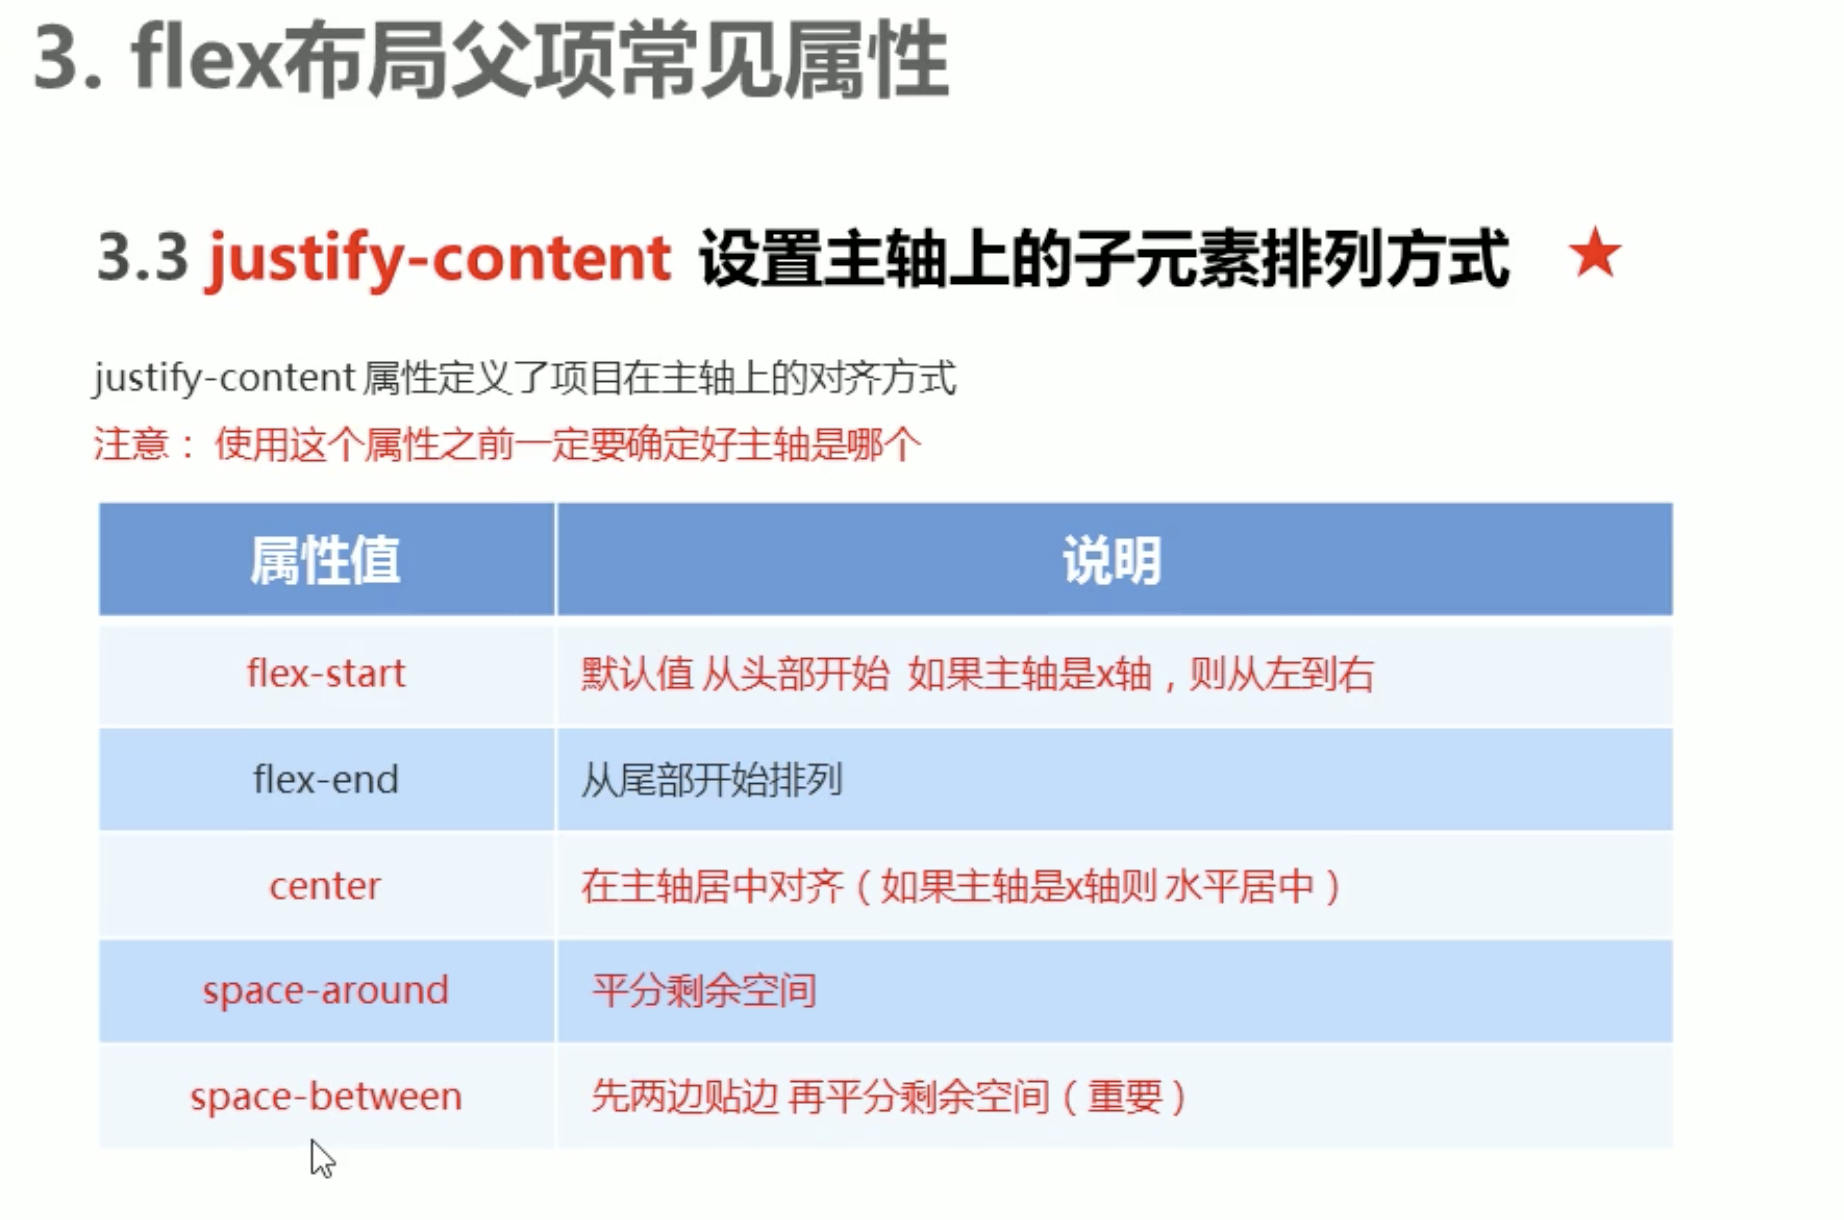 3. flex布局父项常见属性
3.3 justify-content 设置主轴上的子元素排列方式 ★
justify-content 属性定义了项目在主轴上的对齐方式
注意： 使用这个属性之前一定要确定好主轴是哪个
属性值 说明
flex-start 默认值 从头部开始 如果主轴是x轴，则从左到右
flex-end 从尾部开始排列
center 在主轴居中对齐（如果主轴是x轴则 水平居中）
space-around 平分剩余空间
space-between 先两边贴边 再平分剩余空间（重要）